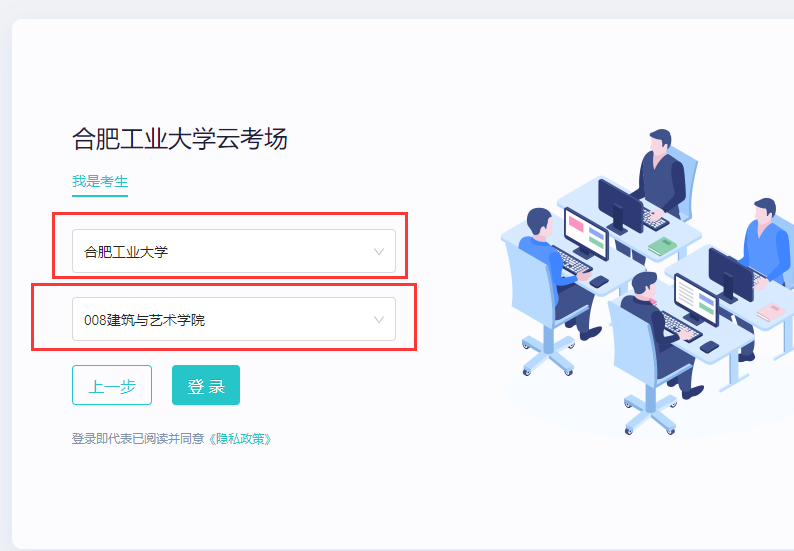 合肥工业大学云考场
我是考生
合肥工业大学
008建筑与艺术学院
上一步 登 录
登录即代表已阅读并同意《隐私政策》